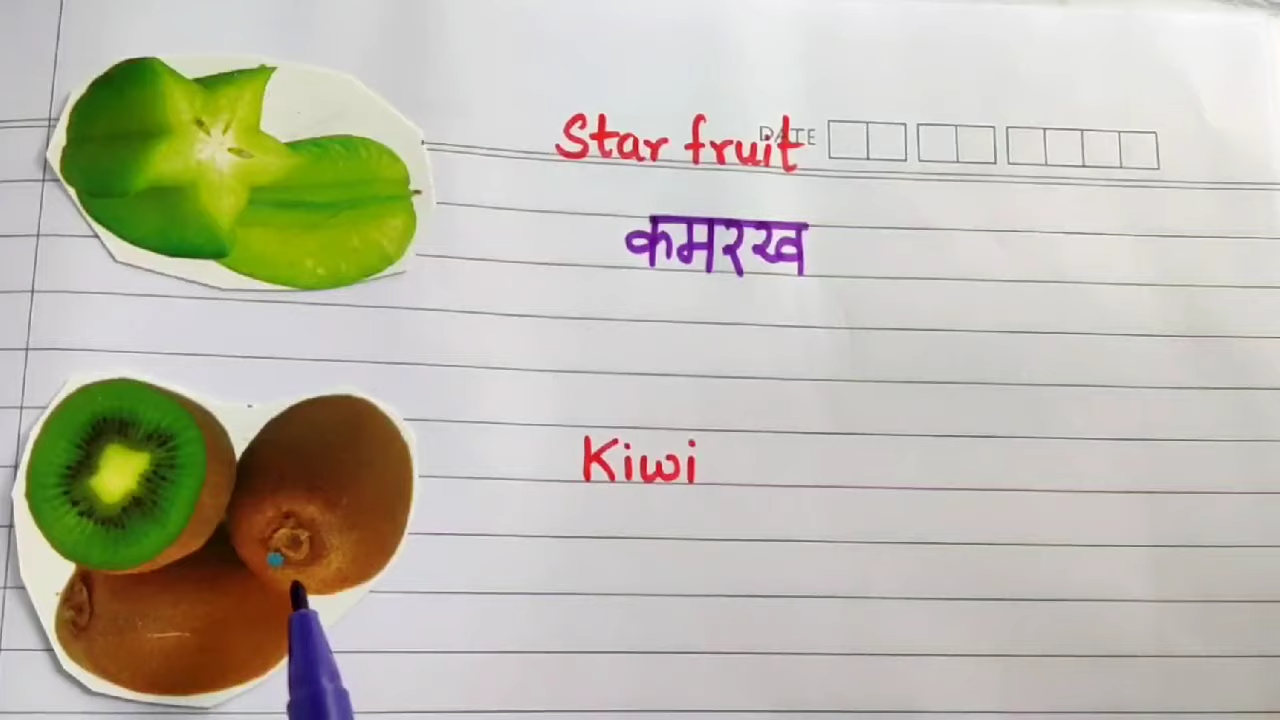 Star fruit DATE
कमरख
Kiwi